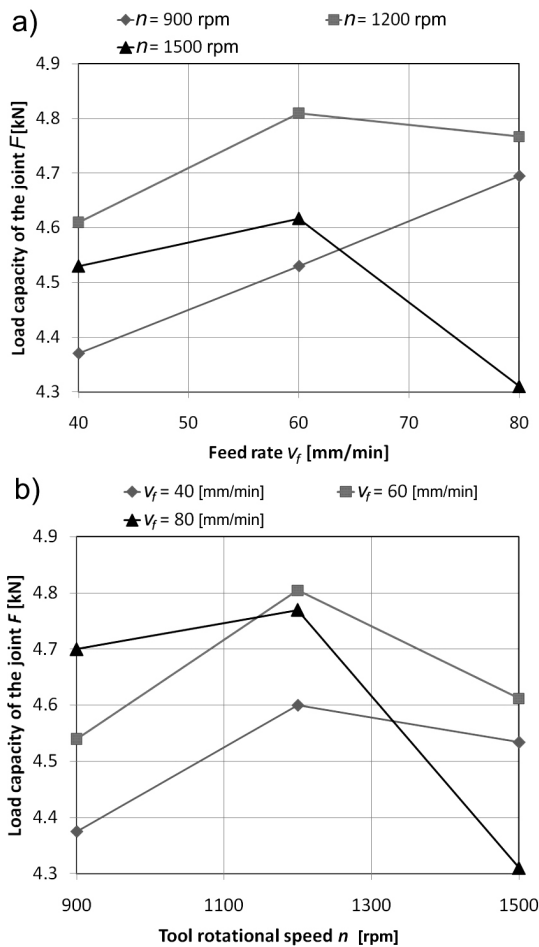 a)
n = 900 rpm
n = 1200 rpm
n = 1500 rpm
Load capacity of the joint F [kN]
4.9
4.8
4.7
4.6
4.5
4.4
4.3
40
50
60
70
80
Feed rate vf [mm/min]
b)
vf = 40 [mm/min]
vf = 60 [mm/min]
vf = 80 [mm/min]
Load capacity of the joint F [kN]
4.9
4.8
4.7
4.6
4.5
4.4
4.3
900
1100
1300
1500
Tool rotational speed n [rpm]